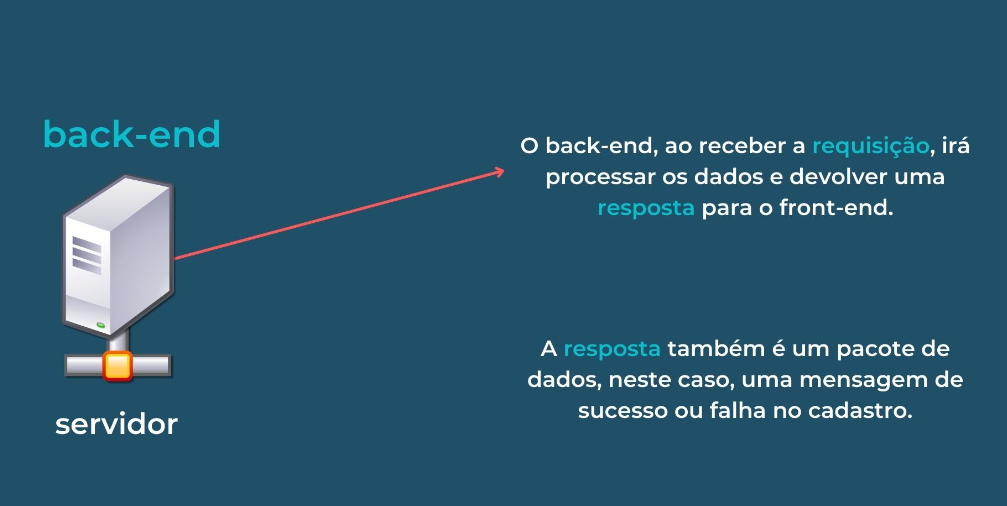 back-end
servidor
O back-end, ao receber a requisição, irá
processar os dados e devolver uma
resposta para o front-end.
A resposta também é um pacote de
dados, neste caso, uma mensagem de
sucesso ou falha no cadastro.